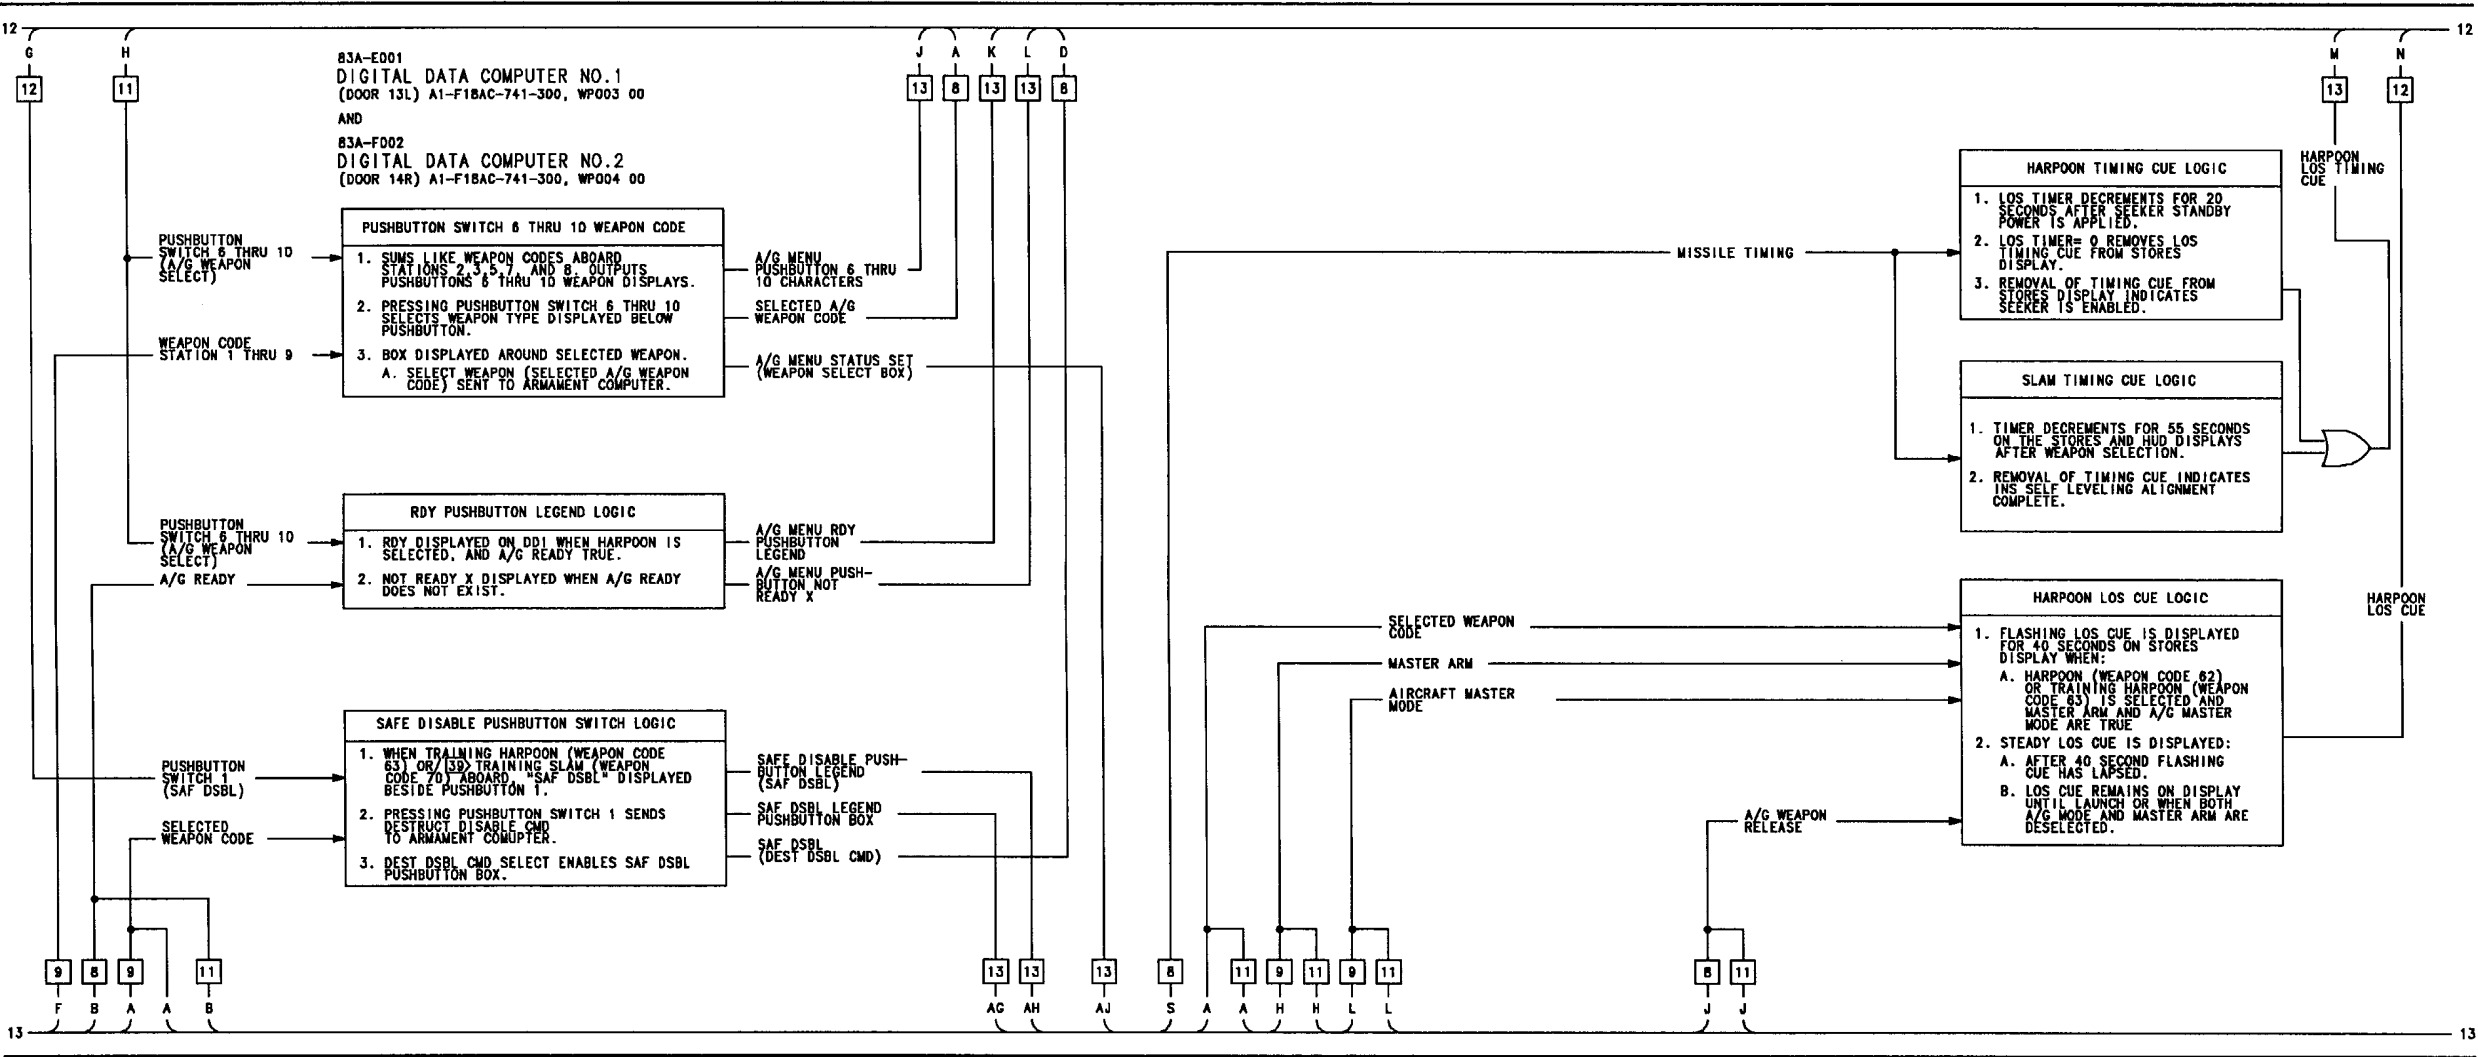 12
12
G
H
J
A
K
L
D
M
N
12
11
13
8
13
13
8
13
12
83A-E001
DIGITAL DATA COMPUTER NO.1
(DOOR 13L) A1-F18AC-741-300, WP003 00
AND
83A-F002
DIGITAL DATA COMPUTER NO.2
(DOOR 14R) A1-F18AC-741-300, WP004 00
PUSHBUTTON
SWITCH 6 THRU 10
(A/G WEAPON
SELECT)
WEAPON CODE
STATION 1 THRU 9
PUSHBUTTON SWITCH 6 THRU 10 WEAPON CODE
1. SUMS LIKE WEAPON CODES ABOARD
STATIONS 2,3,5,7, AND 8. OUTPUTS
PUSHBUTTONS 6 THRU 10 WEAPON DISPLAYS.
2. PRESSING PUSHBUTTON SWITCH 6 THRU 10
SELECTS WEAPON TYPE DISPLAYED BELOW
PUSHBUTTON.
3. BOX DISPLAYED AROUND SELECTED WEAPON.
A. SELECT WEAPON (SELECTED A/G WEAPON
CODE) SENT TO ARMAMENT COMPUTER.
A/G MENU
PUSHBUTTON 6 THRU
10 CHARACTERS
SELECTED A/G
WEAPON CODE
A/G MENU STATUS SET
(WEAPON SELECT BOX)
PUSHBUTTON
SWITCH 6 THRU 10
(A/G WEAPON
SELECT)
A/G READY
RDY PUSHBUTTON LEGEND LOGIC
1. RDY DISPLAYED ON DDI WHEN HARPOON IS
SELECTED, AND A/G READY TRUE.
2. NOT READY X DISPLAYED WHEN A/G READY
DOES NOT EXIST.
A/G MENU RDY
PUSHBUTTON
LEGEND
A/G MENU PUSH-
BUTTON NOT
READY X
PUSHBUTTON
SWITCH 1
(SAF DSBL)
SELECTED
WEAPON CODE
SAFE DISABLE PUSHBUTTON SWITCH LOGIC
1. WHEN TRAINING HARPOON (WEAPON CODE
63) OR/ 39 TRAINING SLAM (WEAPON
CODE 70) ABOARD, "SAF DSBL" DISPLAYED
BESIDE PUSHBUTTON 1.
2. PRESSING PUSHBUTTON SWITCH 1 SENDS
DESTRUCT DISABLE CMD
TO ARMAMENT COMUPTER.
3. DEST DSBL CMD SELECT ENABLES SAF DSBL
PUSHBUTTON BOX.
SAFE DISABLE PUSH-
BUTTON LEGEND
(SAF DSBL)
SAF DSBL LEGEND
PUSHBUTTON BOX
SAF DSBL
(DEST DSBL CMD)
MISSILE TIMING
HARPOON TIMING CUE LOGIC
1. LOS TIMER DECREMENTS FOR 20
SECONDS AFTER SEEKER STANDBY
POWER IS APPLIED.
2. LOS TIMER= 0 REMOVES LOS
TIMING CUE FROM STORES
DISPLAY.
3. REMOVAL OF TIMING CUE FROM
STORES DISPLAY INDICATES
SEEKER IS ENABLED.
HARPOON
LOS TIMING
CUE
SLAM TIMING CUE LOGIC
1. TIMER DECREMENTS FOR 55 SECONDS
ON THE STORES AND HUD DISPLAYS
AFTER WEAPON SELECTION.
2. REMOVAL OF TIMING CUE INDICATES
INS SELF LEVELING ALIGNMENT
COMPLETE.
SELECTED WEAPON
CODE
MASTER ARM
AIRCRAFT MASTER
MODE
A/G WEAPON
RELEASE
HARPOON LOS CUE LOGIC
1. FLASHING LOS CUE IS DISPLAYED
FOR 40 SECONDS ON STORES
DISPLAY WHEN:
A. HARPOON (WEAPON CODE 62)
OR TRAINING HARPOON (WEAPON
CODE 63) IS SELECTED AND
MASTER ARM AND A/G MASTER
MODE ARE TRUE
2. STEADY LOS CUE IS DISPLAYED:
A. AFTER 40 SECOND FLASHING
CUE HAS LAPSED.
B. LOS CUE REMAINS ON DISPLAY
UNTIL LAUNCH OR WHEN BOTH
A/G MODE AND MASTER ARM ARE
DESELECTED.
HARPOON
LOS CUE
9
8
9
11
13
13
13
8
11
9
11
9
11
8
11
F
B
A
A
B
AG
AH
AJ
S
A
A
H
H
L
L
J
J
13
13